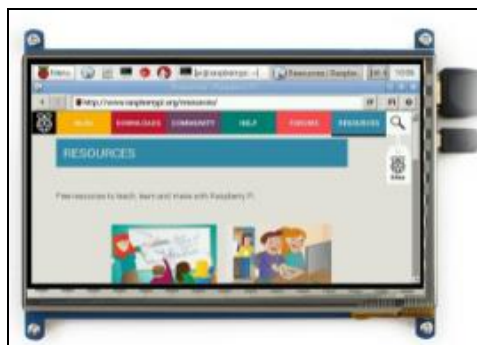 Menu
http://www.raspberrypi.org/resources/
BLOG DOWNLOADS COMMUNITY HELP FORUMS RESOURCES
RESOURCES
Free resources to teach, learn and make with Raspberry Pi.